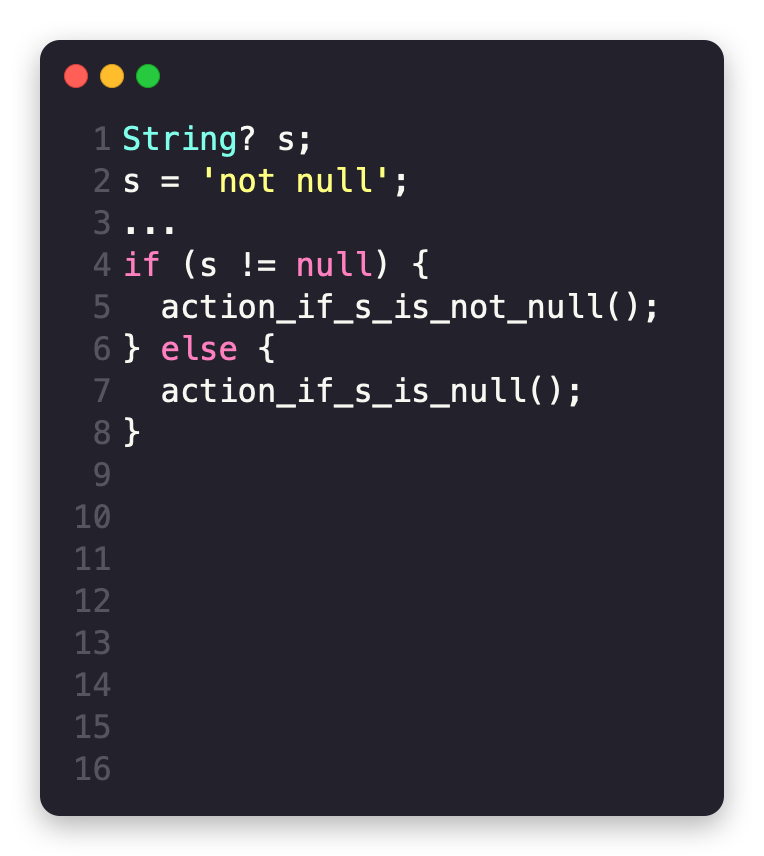 1 String? s;
2 s = 'not null';
3 ...
4 if (s != null) {
5   action_if_s_is_not_null();
6 } else {
7   action_if_s_is_null();
8 }
9
10
11
12
13
14
15
16